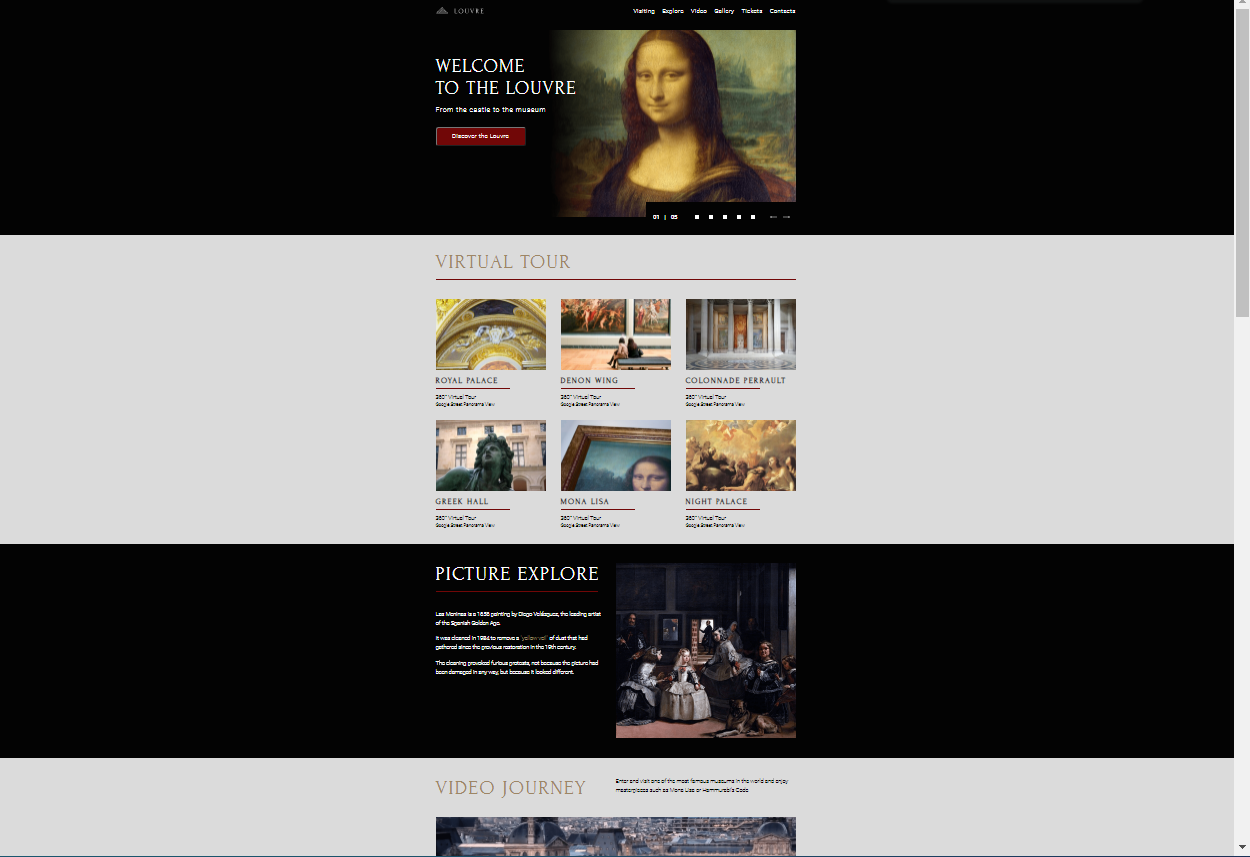 LOUVRE
Visiting Explore Video Gallery Tickets Contacts
WELCOME
TO THE LOUVRE
From the castle to the museum
Discover the Louvre
01 | 05
VIRTUAL TOUR
ROYAL PALACE
360° Virtual Tour
Google Street Panorama View
DENON WING
360° Virtual Tour
Google Street Panorama View
COLONNADE PERRAULT
360° Virtual Tour
Google Street Panorama View
GREEK HALL
360° Virtual Tour
Google Street Panorama View
MONA LISA
360° Virtual Tour
Google Street Panorama View
NIGHT PALACE
360° Virtual Tour
Google Street Panorama View
PICTURE EXPLORE
Las Meninas is a 1656 painting by Diego Velázquez, the leading artist
of the Spanish Golden Age.
It was cleaned in 1984 to remove a "yellow veil" of dust that had
gathered since the previous restoration in the 19th century.
The cleaning provoked furious protests, not because the picture had
been damaged in any way, but because it looked different.
VIDEO JOURNEY
Enter and visit one of the most famous museums in the world and enjoy
masterpieces such as Mona Lisa or Hammurabi's Code